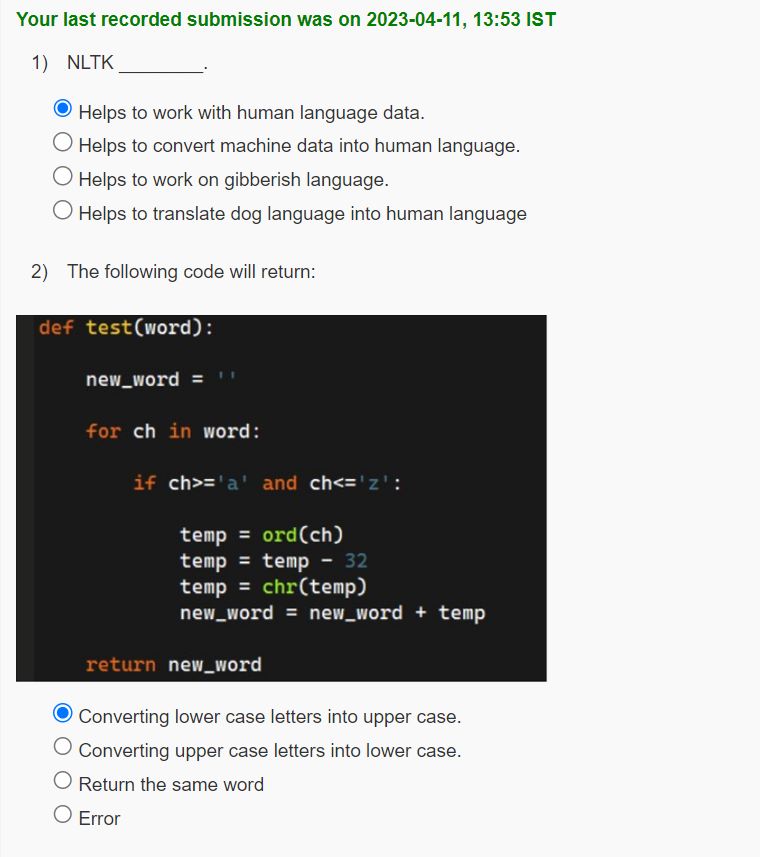 Your last recorded submission was on 2023-04-11, 13:53 IST
1) NLTK ________.
Helps to work with human language data.
Helps to convert machine data into human language.
Helps to work on gibberish language.
Helps to translate dog language into human language
2) The following code will return:
def test(word):
new_word = ''
for ch in word:
if ch>='a' and ch<='z':
temp = ord(ch)
temp = temp - 32
temp = chr(temp)
new_word = new_word + temp
return new_word
Converting lower case letters into upper case.
Converting upper case letters into lower case.
Return the same word
Error